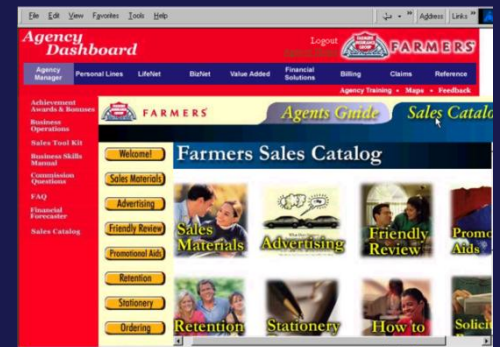 File Edit View Favorites Tools Help
Address Links »
Agency
Dashboard
Logout
FARMERS
Agency
Manager
Personal Lines
LifeNet
BizNet
Value Added
Financial
Solutions
Billing
Claims
Reference
Agency Training • Maps • Feedback
Achievement
Awards & Bonuses
Business
Operations
Sales Tool Kit
Business Skills
Manual
Commission
Questions
FAQ
Financial
Forecaster
Sales Catalog
FARMERS
Agents Guide
Sales Catalo
Welcome!
Sales Materials
Advertising
Friendly Review
Promotional Aids
Retention
Stationery
Ordering
Farmers Sales Catalog
Sales
Materials
Advertising
Friendly
Review
Promo
Aids
Retention
Stationery
How to
Solicit